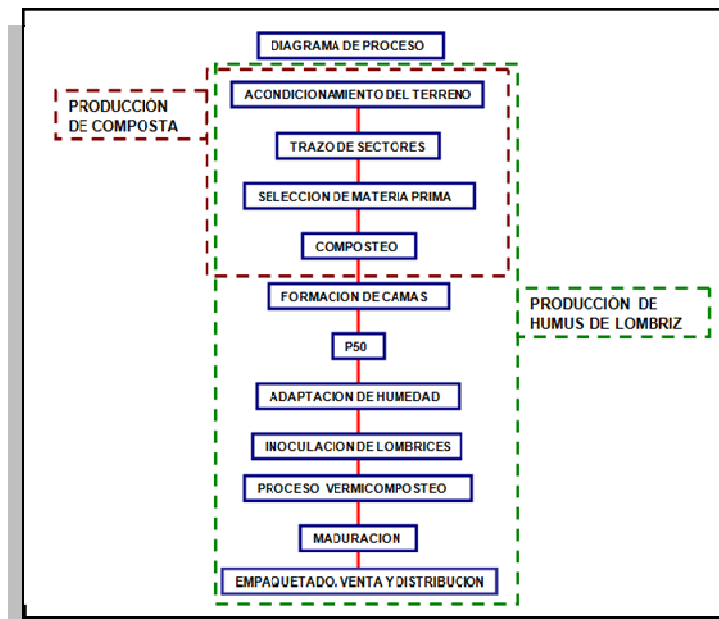 DIAGRAMA DE PROCESO
ACONDICIONAMIENTO DEL TERRENO
PRODUCCIÓN
DE COMPOSTA
TRAZO DE SECTORES
SELECCION DE MATERIA PRIMA
COMPOSTEO
FORMACION DE CAMAS
PRODUCCIÓN DE
HUMUS DE LOMBRIZ
P50
ADAPTACION DE HUMEDAD
INOCULACION DE LOMBRICES
PROCESO VERMICOMPOSTEO
MADURACION
EMPAQUETADO, VENTA Y DISTRIBUCION